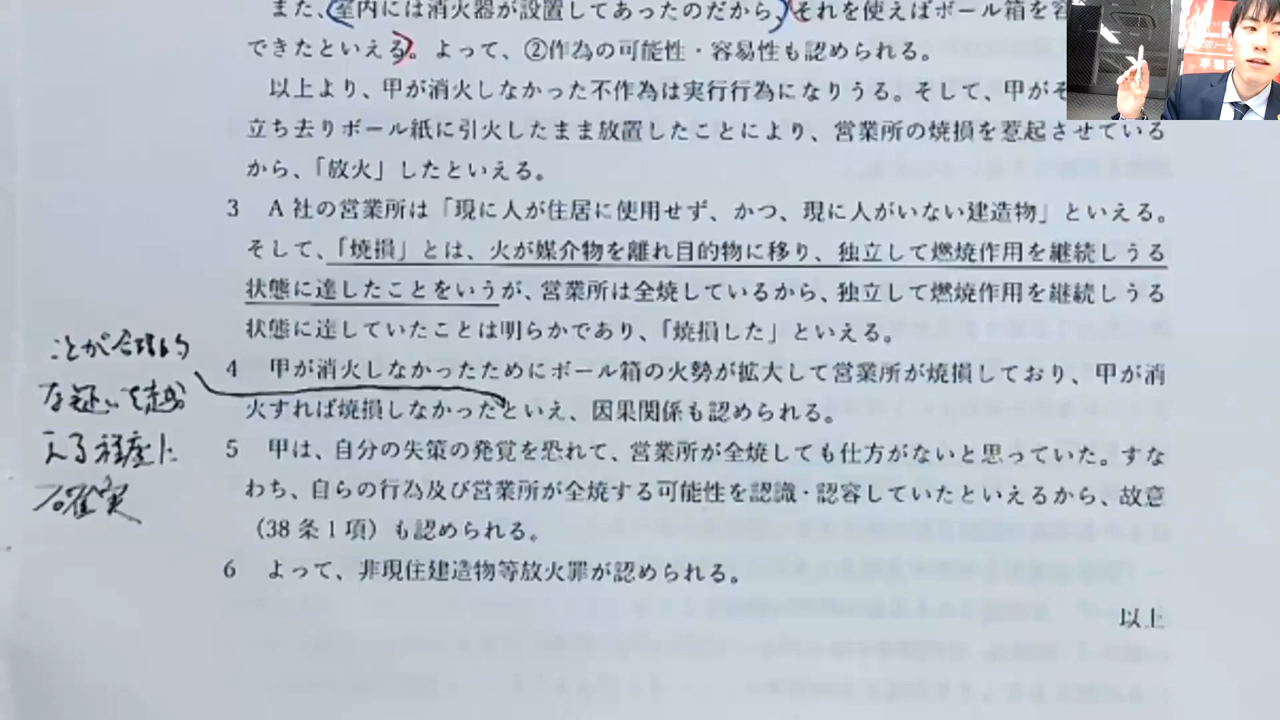 また、室内には消火器が設置してあったのだから、それを使えばボール箱を容
できたといえる。よって、②作為の可能性・容易性も認められる。
以上より、甲が消火しなかった不作為は実行行為になりうる。そして、甲がそ
立ち去りボール紙に引火したまま放置したことにより、営業所の焼損を惹起させている
から、「放火」したといえる。
3 A社の営業所は「現に人が住居に使用せず、かつ、現に人がいない建造物」といえる。
そして、「焼損」とは、火が媒介物を離れ目的物に移り、独立して燃焼作用を継続しうる
状態に達したことをいうが、営業所は全焼しているから、独立して燃焼作用を継続しうる
状態に達していたことは明らかであり、「焼損した」といえる。
4 甲が消火しなかったためにボール箱の火勢が拡大して営業所が焼損しており、甲が消
火すれば焼損しなかったといえ、因果関係も認められる。
ことが合理的
な疑いを超
える程度に
確実
5 甲は、自分の失策の発覚を恐れて、営業所が全焼しても仕方がないと思っていた。すな
わち、自らの行為及び営業所が全焼する可能性を認識・認容していたといえるから、故意
(38条1項)も認められる。
6 よって、非現住建造物等放火罪が認められる。
以上